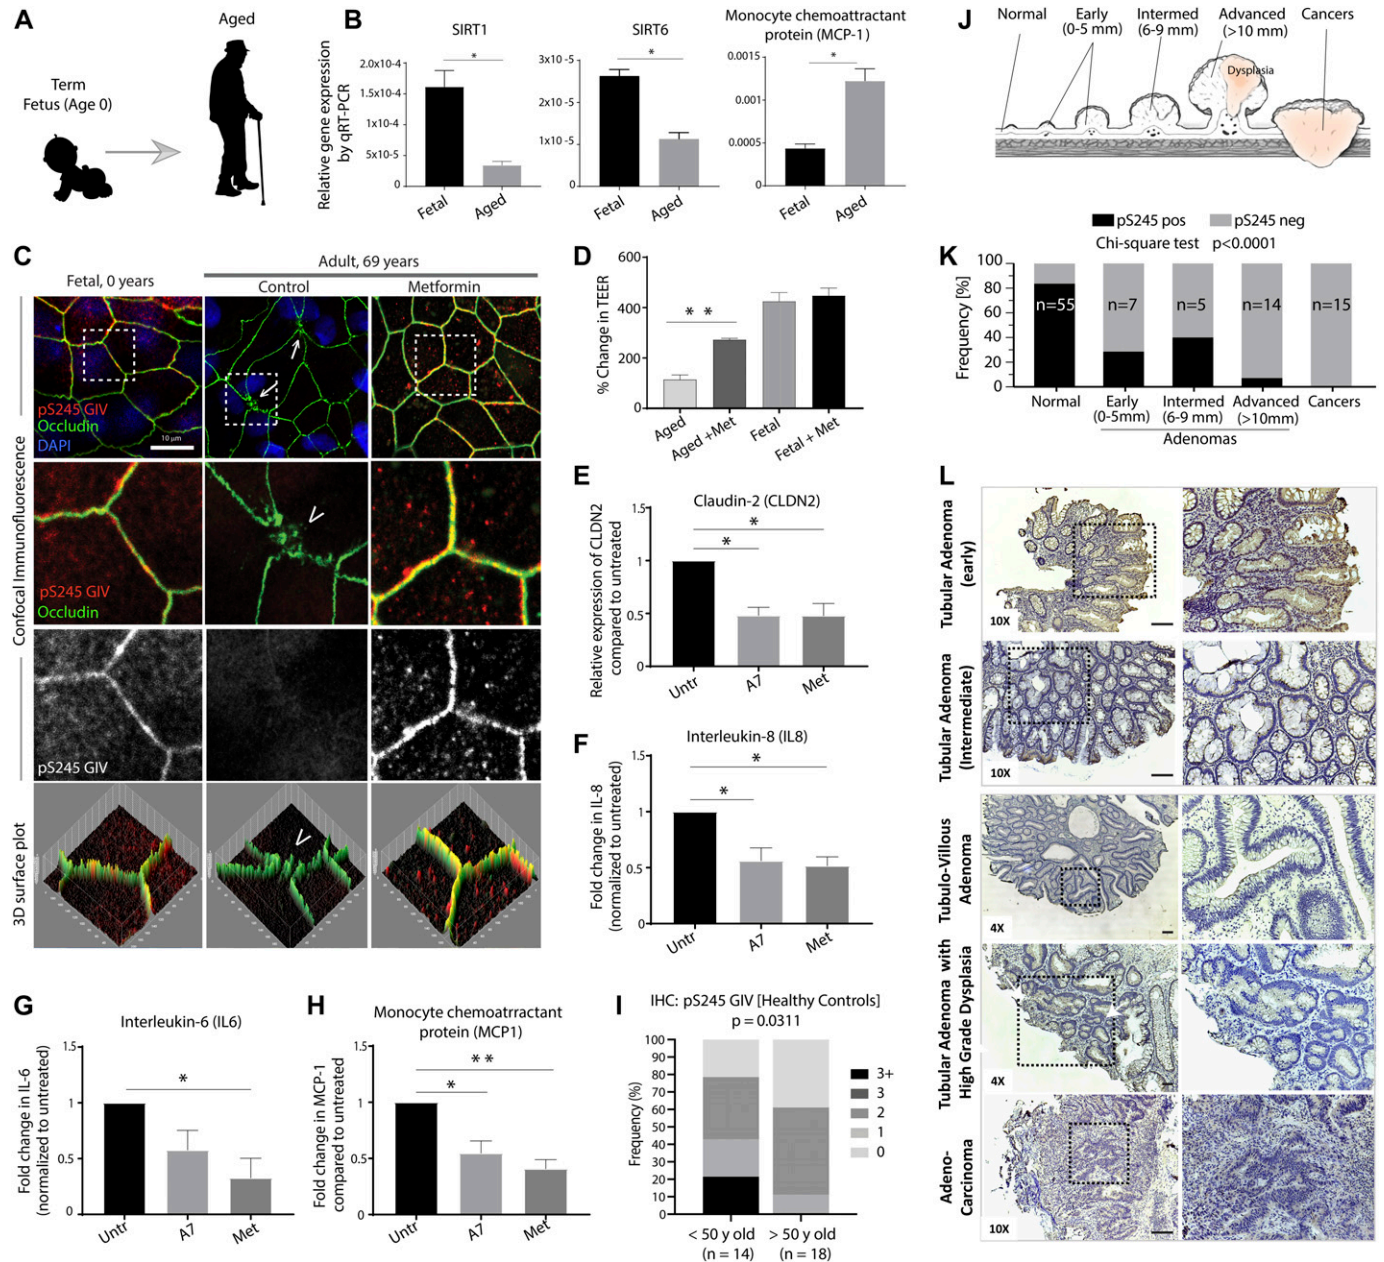 A
Aged
Term
Fetus (Age 0)
B
Relative gene expression
by qRT-PCR
SIRT1
*
2.0x10-4
1.5x10-4
1x10-4
5x10-5
0
Fetal
Aged
SIRT6
*
3x10-5
2x10-5
1x10-5
0
Fetal
Aged
Monocyte chemoattractant
protein (MCP-1)
*
0.0015
0.001
0.0005
0
Fetal
Aged
C
Adult, 69 years
Fetal, 0 years
Control
Metformin
Confocal Immunofluorescence
pS245 GIV
Occludin
DAPI
10 µm
pS245 GIV
Occludin
pS245 GIV
3D surface plot
D
% Change in TEER
600
400
200
0
* *
Aged
Aged +Met
Fetal
Fetal + Met
E
Claudin-2 (CLDN2)
Relative expression of CLDN2
compared to untreated
1.5
1
0.5
0
*
*
Untr
A7
Met
F
Interleukin-8 (IL8)
Fold change in IL-8
(normalized to untreated)
1.5
1
0.5
0
*
*
Untr
A7
Met
G
Interleukin-6 (IL6)
Fold change in IL-6
(normalized to untreated)
1.5
1
0.5
0
*
Untr
A7
Met
H
Monocyte chemoatrractant
protein (MCP1)
Fold change in MCP-1
compared to untreated
1.5
1
0.5
0
**
*
Untr
A7
Met
I
IHC: pS245 GIV [Healthy Controls]
p = 0.0311
Frequency (%)
100
90
80
70
60
50
40
30
20
10
0
3+
3
2
1
0
< 50 y old
(n = 14)
> 50 y old
(n = 18)
J
Normal
Early
(0-5 mm)
Intermed
(6-9 mm)
Advanced
(>10 mm)
Cancers
Dysplasia
K
pS245 pos
pS245 neg
Chi-square test p<0.0001
Frequency [%]
100
80
60
40
20
0
n=55
n=7
n=5
n=14
n=15
Normal
Early
(0-5mm)
Intermed
(6-9 mm)
Advanced
(>10mm)
Cancers
Adenomas
L
Tubular Adenoma
(early)
10X
Tubular Adenoma
(Intermediate)
10X
Tubulo-Villous
Adenoma
4X
Tubular Adenoma with
High Grade Dysplasia
4X
Adeno-
Carcinoma
10X